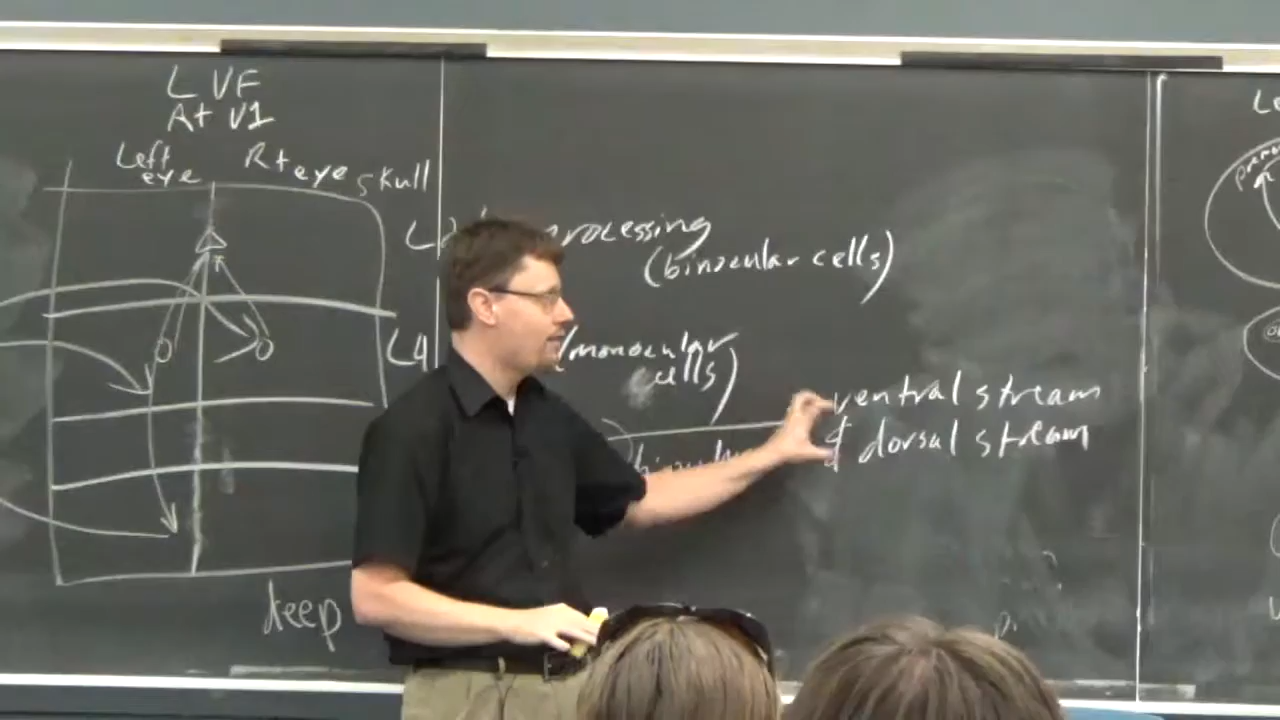 LVF
At V1
Left
eye
Rt eye
skull
processing
(binocular cells)
L4
(monocular
cells)
ventral stream
& dorsal stream
keep